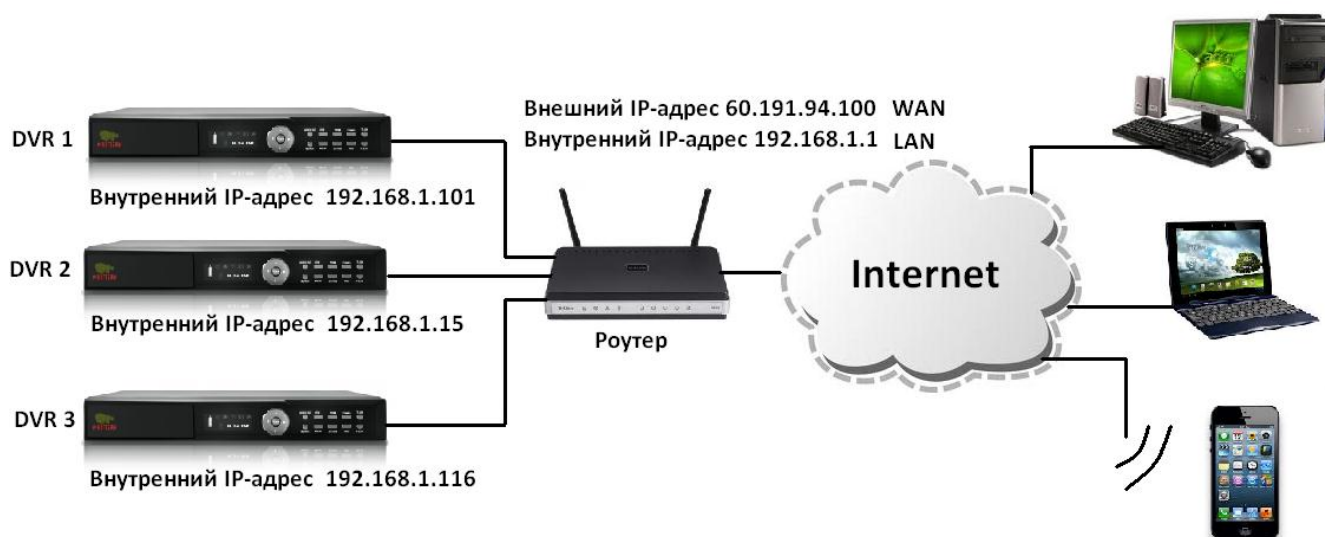 Внешний IP-адрес 60.191.94.100 WAN
Внутренний IP-адрес 192.168.1.1 LAN
DVR 1
Внутренний IP-адрес 192.168.1.101
DVR 2
Внутренний IP-адрес 192.168.1.15
Роутер
Internet
DVR 3
Внутренний IP-адрес 192.168.1.116